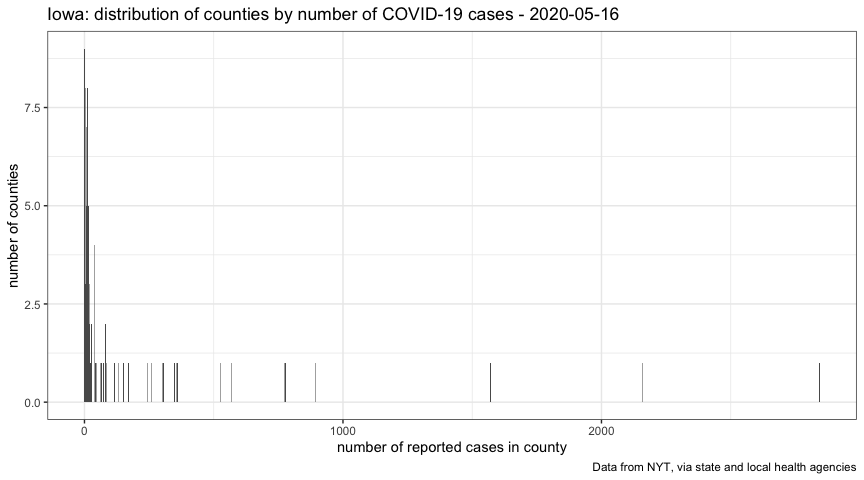 Iowa: distribution of counties by number of COVID-19 cases - 2020-05-16
number of counties
7.5
5.0
2.5
0.0
0 1000 2000
number of reported cases in county
Data from NYT, via state and local health agencies